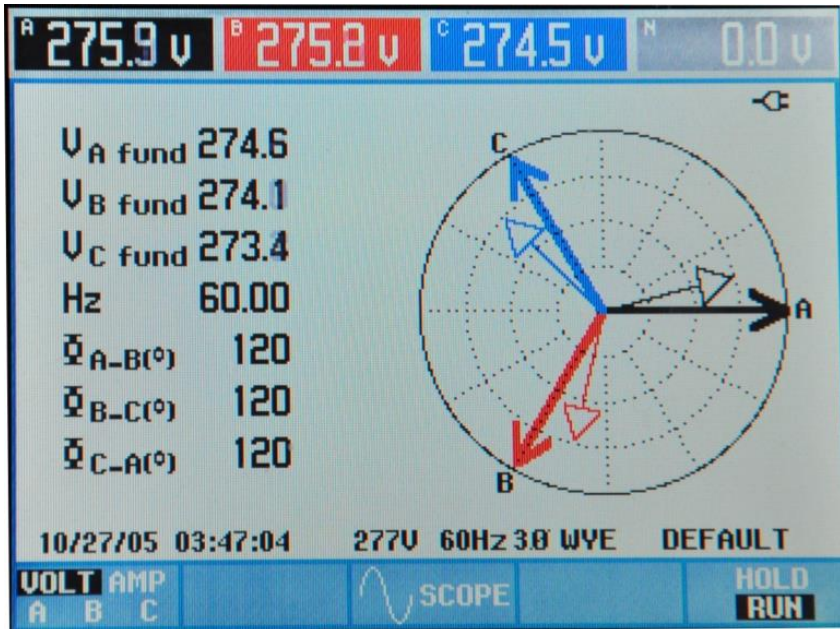 A 275.9 V B 275.2 V C 274.5 V N 0.0 V
VA fund 274.6
VB fund 274.1
VC fund 273.4
Hz 60.00
ΦA-B(º) 120
ΦB-C(º) 120
ΦC-A(º) 120
C
A
B
10/27/05 03:47:04 277V 60Hz 3Ø WYE DEFAULT
VOLT AMP
A B C
SCOPE
HOLD
RUN